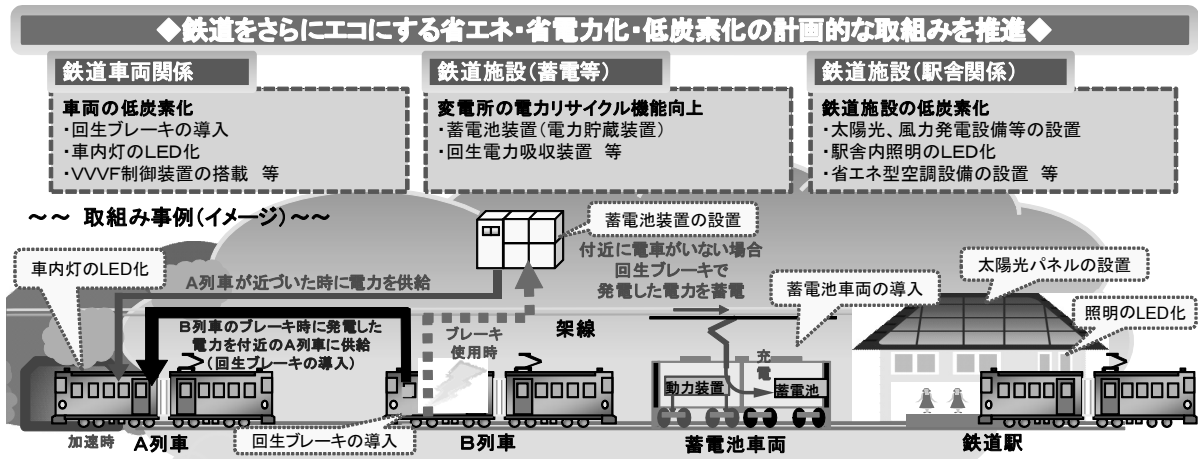 ◆鉄道をさらにエコにする省エネ・省電力化・低炭素化の計画的な取組みを推進◆
鉄道車両関係
車両の低炭素化
・回生ブレーキの導入
・車内灯のLED化
・VVVF制御装置の搭載 等
鉄道施設(蓄電等)
変電所の電力リサイクル機能向上
・蓄電池装置(電力貯蔵装置)
・回生電力吸収装置 等
鉄道施設(駅舎関係)
鉄道施設の低炭素化
・太陽光、風力発電設備等の設置
・駅舎内照明のLED化
・省エネ型空調設備の設置 等
~~ 取組み事例(イメージ)~~
蓄電池装置の設置
車内灯のLED化
A列車が近づいた時に電力を供給
付近に電車がいない場合
回生ブレーキで
発電した電力を蓄電
太陽光パネルの設置
蓄電池車両の導入
照明のLED化
B列車のブレーキ時に発電した
電力を付近のA列車に供給
(回生ブレーキの導入)
ブレーキ
使用時
架線
充電
動力装置
蓄電池
加速時
A列車
回生ブレーキの導入
B列車
蓄電池車両
鉄道駅